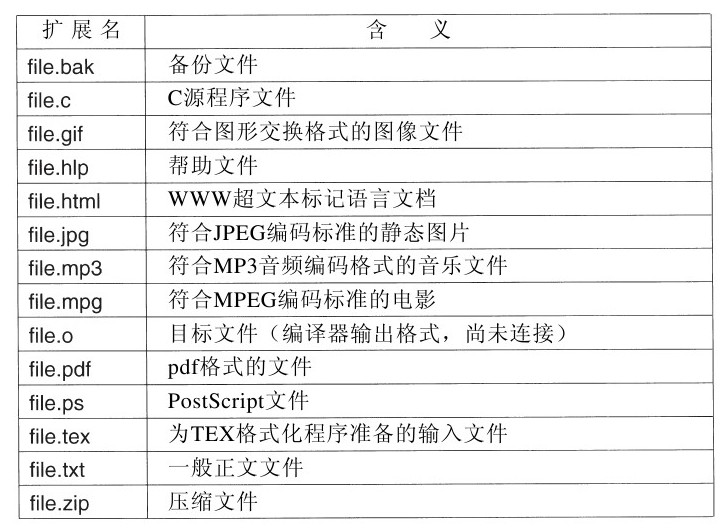 扩展名 含义
file.bak 备份文件
file.c C源程序文件
file.gif 符合图形交换格式的图像文件
file.hlp 帮助文件
file.html WWW超文本标记语言文档
file.jpg 符合JPEG编码标准的静态图片
file.mp3 符合MP3音频编码格式的音乐文件
file.mpg 符合MPEG编码标准的电影
file.o 目标文件（编译器输出格式，尚未连接）
file.pdf pdf格式的文件
file.ps PostScript文件
file.tex 为TEX格式化程序准备的输入文件
file.txt 一般正文文件
file.zip 压缩文件